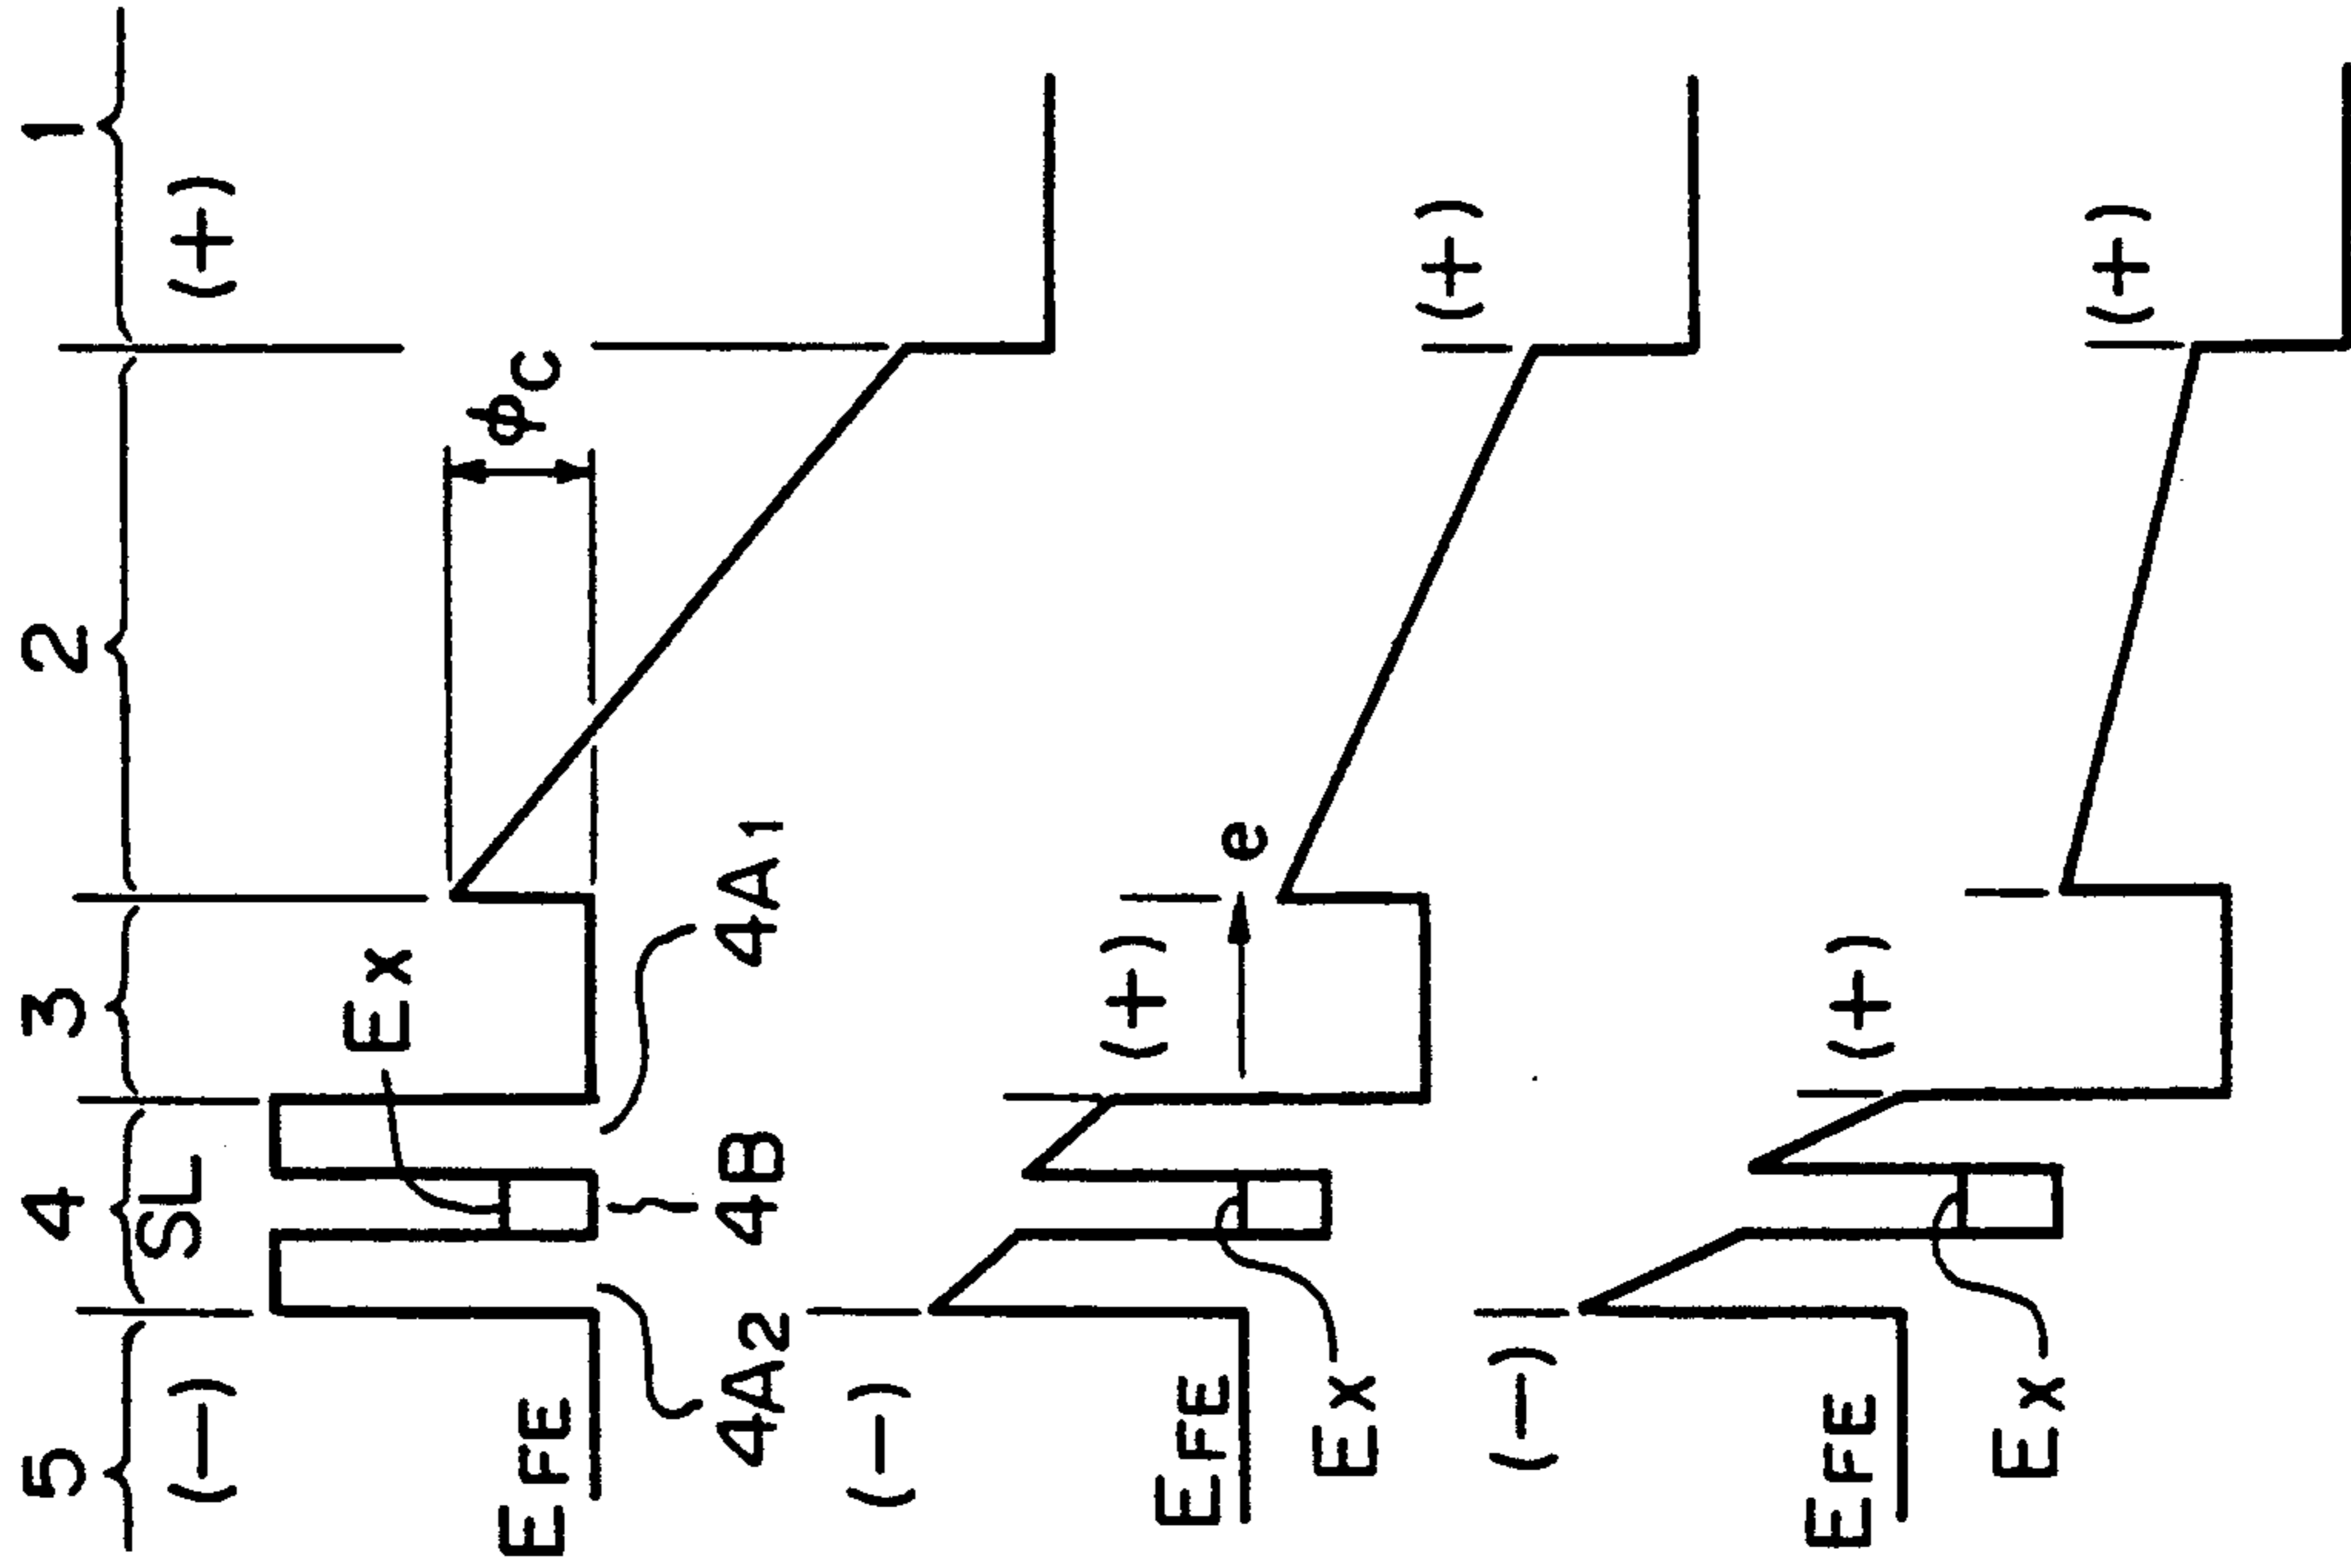 5 4 3 2 1
(−) SL (+)
Ex
ϕC
EFE
4A2 4B 4A1
(−) (+) (+)
e
EFE
Ex
(−) (+) (+)
EFE
Ex